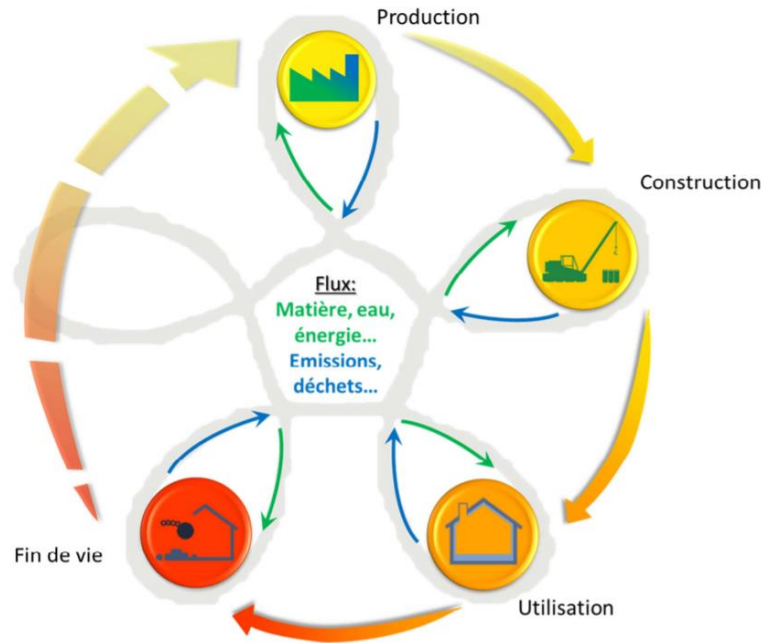 Production
Construction
Flux:
Matière, eau,
énergie...
Emissions,
déchets...
Fin de vie
Utilisation